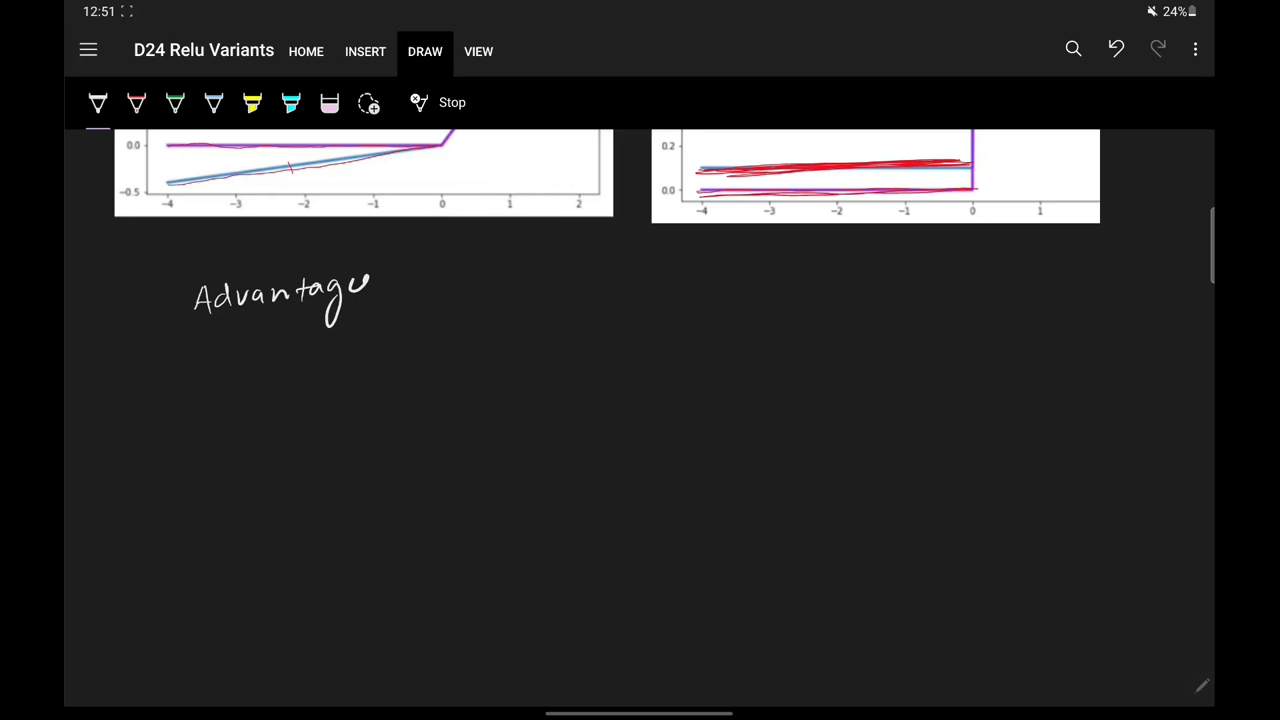 12:51 24%
D24 Relu Variants HOME INSERT DRAW VIEW
Stop
0.0
-0.5
-4 -3 -2 -1 0 1 2
0.2
0.0
-4 -3 -2 -1 0 1
Advantage